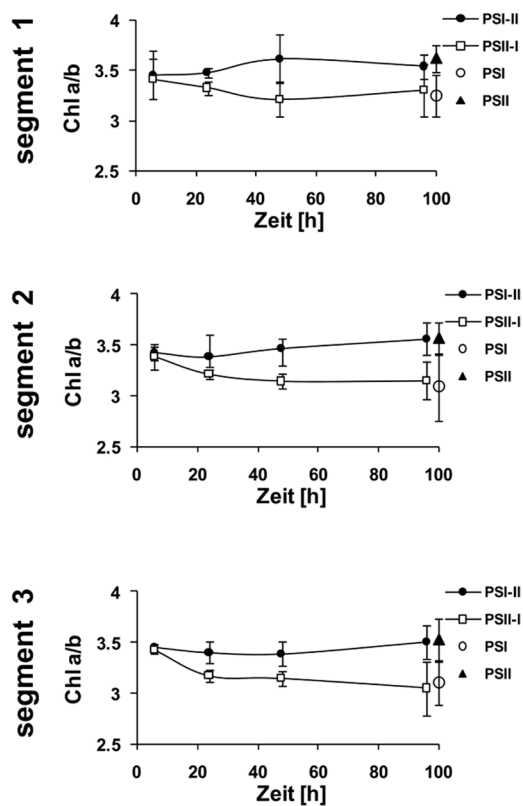 segment 1
Chl a/b
4
3.5
3
2.5
0 20 40 60 80 100
Zeit [h]
PSI-II
PSII-I
PSI
PSII
segment 2
Chl a/b
4
3.5
3
2.5
0 20 40 60 80 100
Zeit [h]
PSI-II
PSII-I
PSI
PSII
segment 3
Chl a/b
4
3.5
3
2.5
0 20 40 60 80 100
Zeit [h]
PSI-II
PSII-I
PSI
PSII